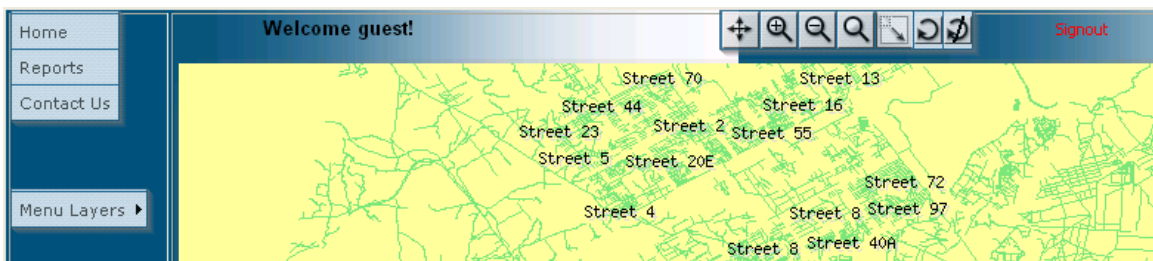 Home
Reports
Contact Us
Menu Layers
Welcome guest!
Signout
Street 70
Street 13
Street 44
Street 16
Street 23
Street 2
Street 55
Street 5
Street 20E
Street 72
Street 4
Street 8
Street 97
Street 8
Street 40A